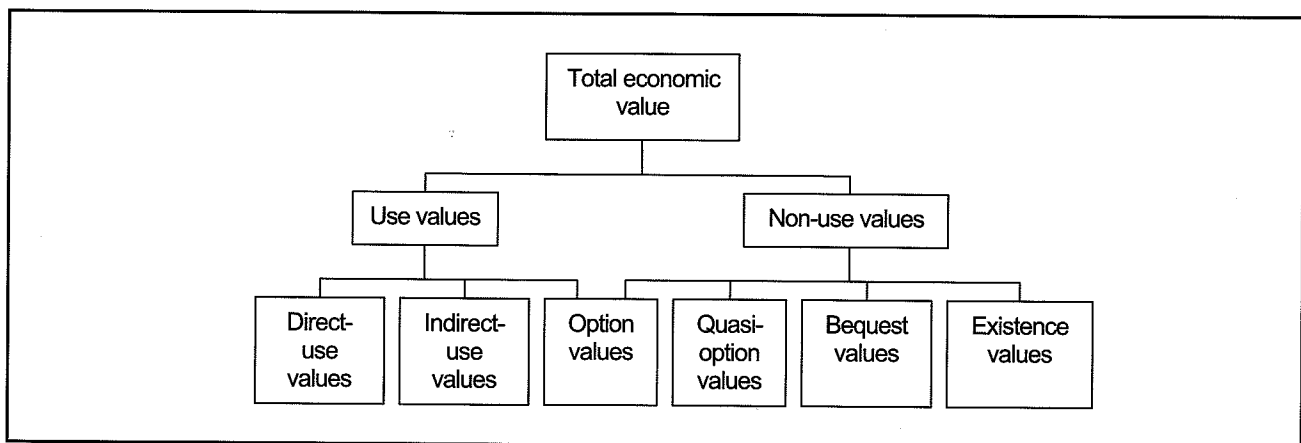 Total economic
value
Use values
Non-use values
Direct-
use
values
Indirect-
use
values
Option
values
Quasi-
option
values
Bequest
values
Existence
values